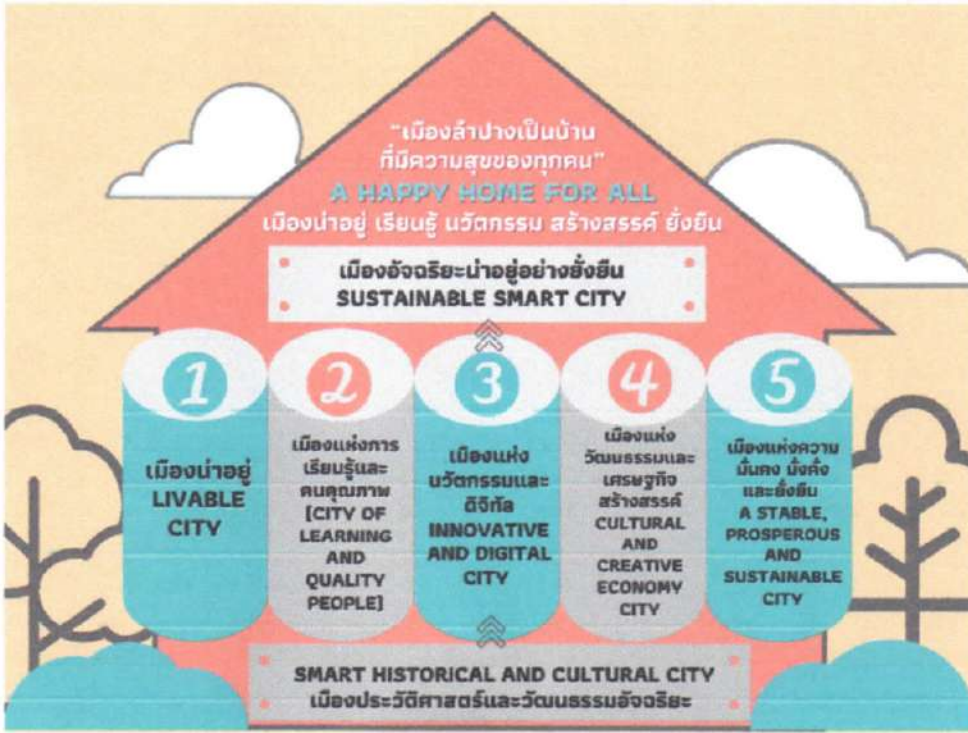 “เมืองลำปางเป็นบ้าน
ที่มีความสุขของทุกคน”
A HAPPY HOME FOR ALL
เมืองน่าอยู่ เรียนรู้ นวัตกรรม สร้างสรรค์ ยั่งยืน
เมืองอัจฉริยะน่าอยู่อย่างยั่งยืน
SUSTAINABLE SMART CITY
1
เมืองน่าอยู่
LIVABLE
CITY
2
เมืองแห่งการ
เรียนรู้และ
คนคุณภาพ
[CITY OF
LEARNING
AND
QUALITY
PEOPLE]
3
เมืองแห่ง
นวัตกรรมและ
ดิจิทัล
INNOVATIVE
AND DIGITAL
CITY
4
เมืองแห่ง
วัฒนธรรมและ
เศรษฐกิจ
สร้างสรรค์
CULTURAL
AND
CREATIVE
ECONOMY
CITY
5
เมืองแห่งความ
มั่นคง มั่งคั่ง
และยั่งยืน
A STABLE,
PROSPEROUS
AND
SUSTAINABLE
CITY
SMART HISTORICAL AND CULTURAL CITY
เมืองประวัติศาสตร์และวัฒนธรรมอัจฉริยะ